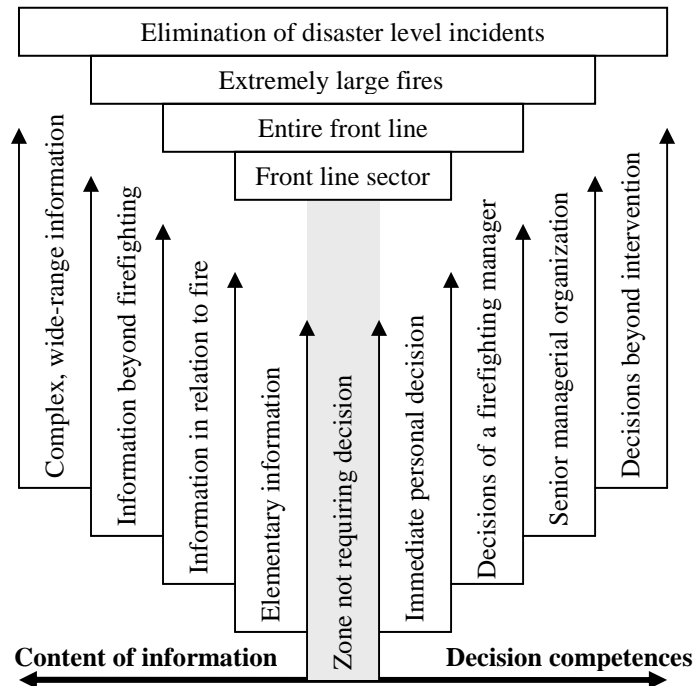 Elimination of disaster level incidents
Extremely large fires
Entire front line
Front line sector
Complex, wide-range information
Information beyond firefighting
Information in relation to fire
Elementary information
Zone not requiring decision
Immediate personal decision
Decisions of a firefighting manager
Senior managerial organization
Decisions beyond intervention
Content of information
Decision competences